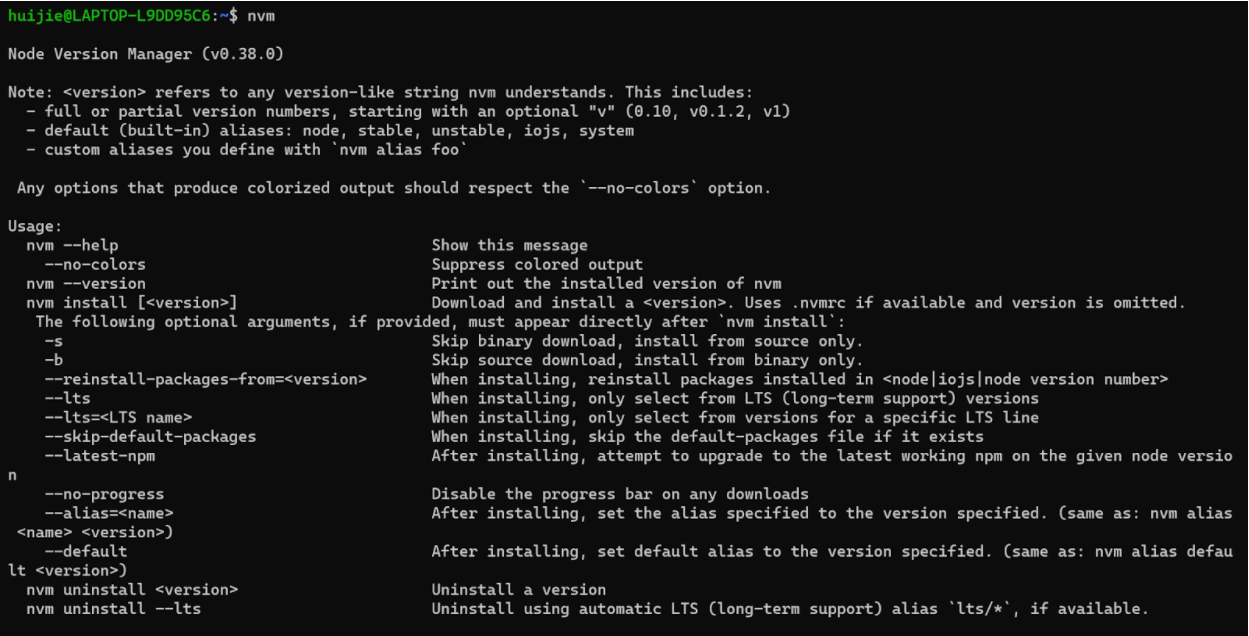 huijie@LAPTOP-L9DD95C6:~$ nvm
Node Version Manager (v0.38.0)
Note: <version> refers to any version-like string nvm understands. This includes:
- full or partial version numbers, starting with an optional "v" (0.10, v0.1.2, v1)
- default (built-in) aliases: node, stable, unstable, iojs, system
- custom aliases you define with `nvm alias foo`
Any options that produce colorized output should respect the `--no-colors` option.
Usage:
nvm --help Show this message
--no-colors Suppress colored output
nvm --version Print out the installed version of nvm
nvm install [<version>] Download and install a <version>. Uses .nvmrc if available and version is omitted.
The following optional arguments, if provided, must appear directly after `nvm install`:
-s Skip binary download, install from source only.
-b Skip source download, install from binary only.
--reinstall-packages-from=<version> When installing, reinstall packages installed in <node|iojs|node version number>
--lts When installing, only select from LTS (long-term support) versions
--lts=<LTS name> When installing, only select from versions for a specific LTS line
--skip-default-packages When installing, skip the default-packages file if it exists
--latest-npm After installing, attempt to upgrade to the latest working npm on the given node versio
n
--no-progress Disable the progress bar on any downloads
--alias=<name> After installing, set the alias specified to the version specified. (same as: nvm alias
<name> <version>)
--default After installing, set default alias to the version specified. (same as: nvm alias defau
lt <version>)
nvm uninstall <version> Uninstall a version
nvm uninstall --lts Uninstall using automatic LTS (long-term support) alias `lts/*`, if available.